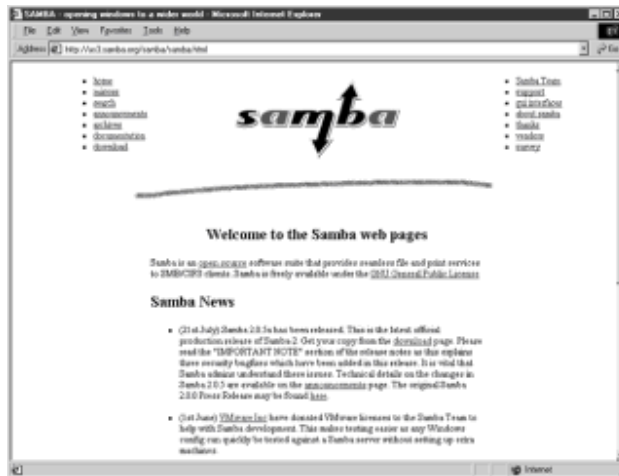 SAMBA - opening windows to a wider world - Microsoft Internet Explorer
File Edit View Favorites Tools Help
Address http://us3.samba.org/samba/samba.html
home
mirrors
search
announcements
archives
documentation
download
samba
Samba Team
support
gui interfaces
about samba
thanks
vendors
survey
Welcome to the Samba web pages
Samba is an open source software suite that provides seamless file and print services
to SMB/CIFS clients. Samba is freely available under the GNU General Public License
Samba News
(21st July) Samba 2.0.5a has been released. This is the latest official
production release of Samba 2. Get your copy from the download page. Please
read the "IMPORTANT NOTE" section of the release notes as this explains
three security bugfixes which have been added in this release. It is vital that
Samba admins understand these issues. Technical details on the changes in
Samba 2.0.5 are available on the announcements page. The original Samba
2.0.0 Press Release may be found here.
(1st June) VMware Inc have donated VMware licenses to the Samba Team to
help with Samba development. This makes testing easier as any Windows
config can quickly be tested against a Samba server without setting up extra
machines.
Internet